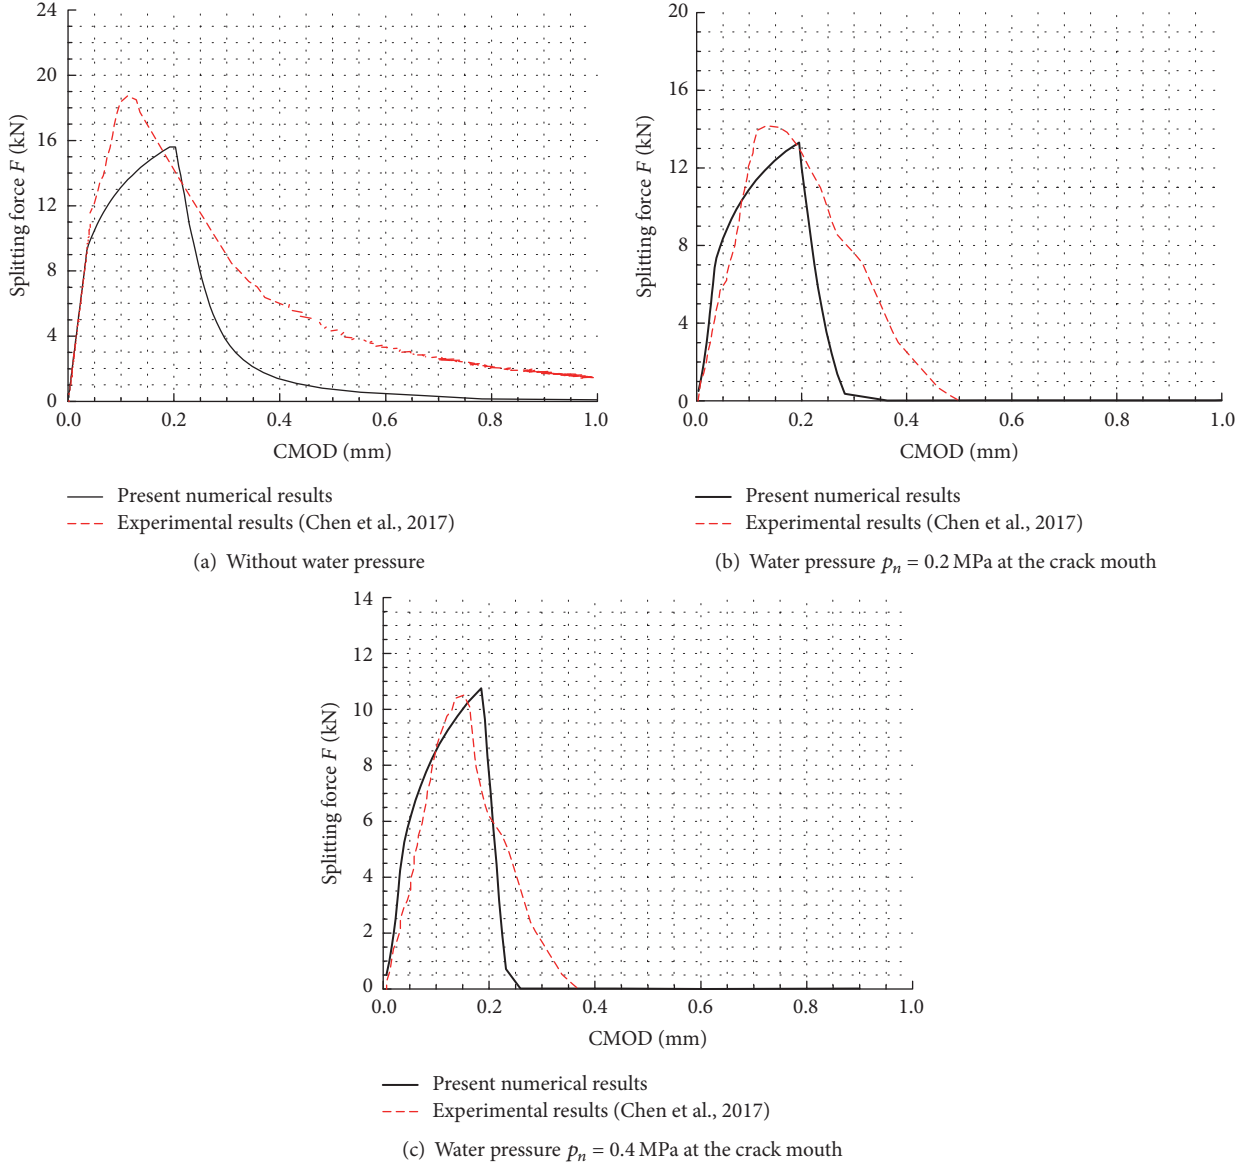 24
20
16
12
8
4
0
Splitting force F (kN)
0.0 0.2 0.4 0.6 0.8 1.0
CMOD (mm)
Present numerical results
Experimental results (Chen et al., 2017)
(a) Without water pressure
20
16
12
8
4
0
Splitting force F (kN)
0.0 0.2 0.4 0.6 0.8 1.0
CMOD (mm)
Present numerical results
Experimental results (Chen et al., 2017)
(b) Water pressure pn = 0.2 MPa at the crack mouth
14
12
10
8
6
4
2
0
Splitting force F (kN)
0.0 0.2 0.4 0.6 0.8 1.0
CMOD (mm)
Present numerical results
Experimental results (Chen et al., 2017)
(c) Water pressure pn = 0.4 MPa at the crack mouth